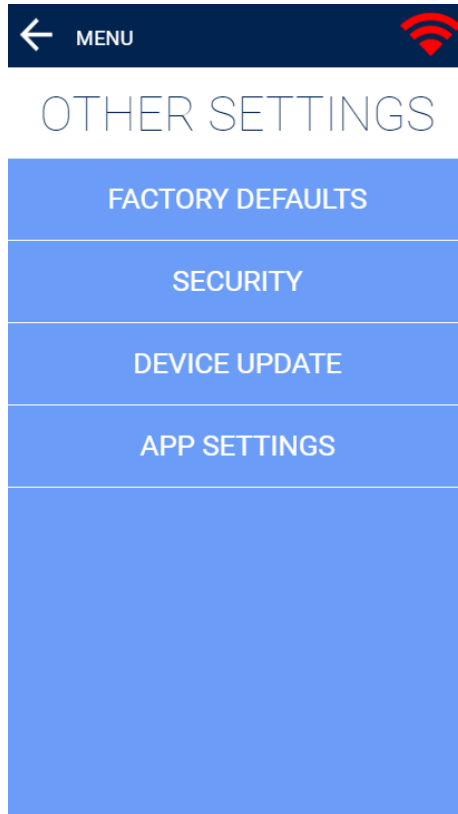 MENU
OTHER SETTINGS
FACTORY DEFAULTS
SECURITY
DEVICE UPDATE
APP SETTINGS